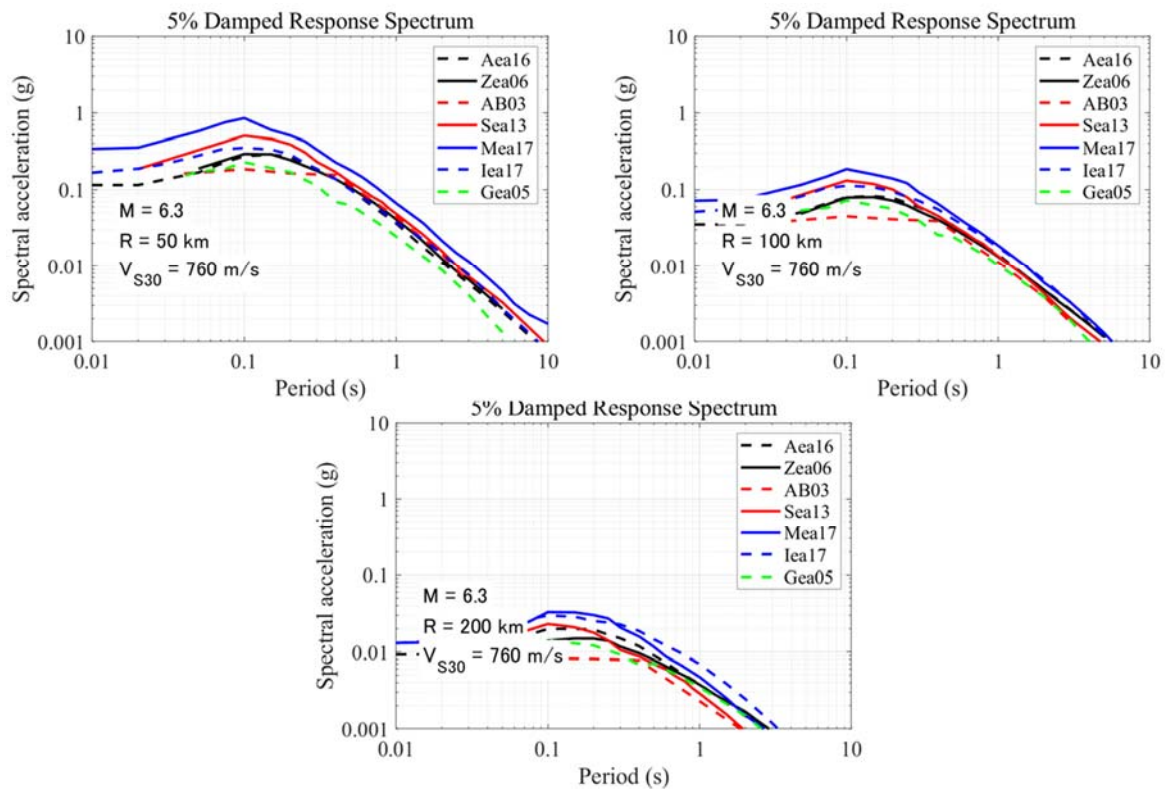 5% Damped Response Spectrum
Spectral acceleration (g)
10
1
0.1
0.01
0.001
Aea16
Zea06
AB03
Sea13
Mea17
Iea17
Gea05
M = 6.3
R = 50 km
VS30 = 760 m/s
0.01
0.1
1
10
Period (s)
5% Damped Response Spectrum
Spectral acceleration (g)
10
1
0.1
0.01
0.001
Aea16
Zea06
AB03
Sea13
Mea17
Iea17
Gea05
M = 6.3
R = 100 km
VS30 = 760 m/s
0.01
0.1
1
10
Period (s)
5% Damped Response Spectrum
Spectral acceleration (g)
10
1
0.1
0.01
0.001
Aea16
Zea06
AB03
Sea13
Mea17
Iea17
Gea05
M = 6.3
R = 200 km
VS30 = 760 m/s
0.01
0.1
1
10
Period (s)